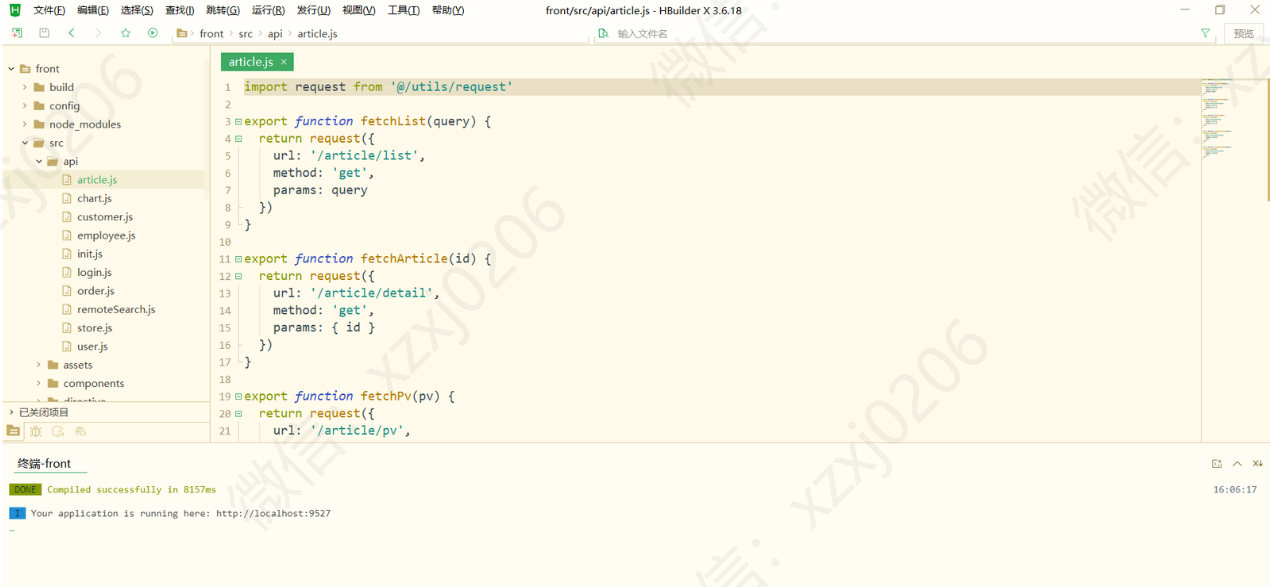 文件(F) 编辑(E) 选择(S) 查找(I) 跳转(G) 运行(R) 发行(U) 视图(V) 工具(T) 帮助(Y) front/src/api/article.js - HBuilder X 3.6.18
front src api article.js 输入文件名 预览
front
build
config
node_modules
src
api
article.js
chart.js
customer.js
employee.js
init.js
login.js
order.js
remoteSearch.js
store.js
user.js
assets
components
directive
已关闭项目
article.js ×
1 import request from '@/utils/request'
2
3 export function fetchList(query) {
4 return request({
5 url: '/article/list',
6 method: 'get',
7 params: query
8 })
9 }
10
11 export function fetchArticle(id) {
12 return request({
13 url: '/article/detail',
14 method: 'get',
15 params: { id }
16 })
17 }
18
19 export function fetchPv(pv) {
20 return request({
21 url: '/article/pv',
终端-front
DONE Compiled successfully in 8157ms 16:06:17
I Your application is running here: http://localhost:9527
微信：xzxj0206
微信：xzxj0206